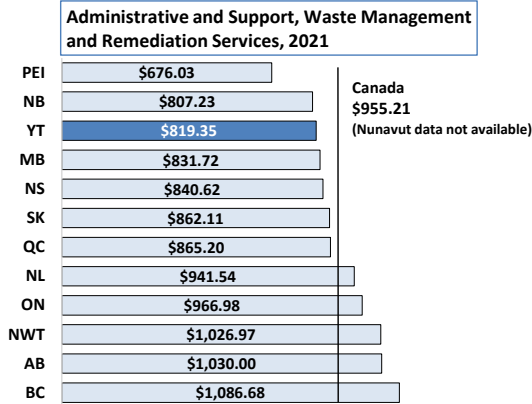 Administrative and Support, Waste Management
and Remediation Services, 2021
PEI $676.03
NB $807.23
YT $819.35
MB $831.72
NS $840.62
SK $862.11
QC $865.20
NL $941.54
ON $966.98
NWT $1,026.97
AB $1,030.00
BC $1,086.68
Canada
$955.21
(Nunavut data not available)